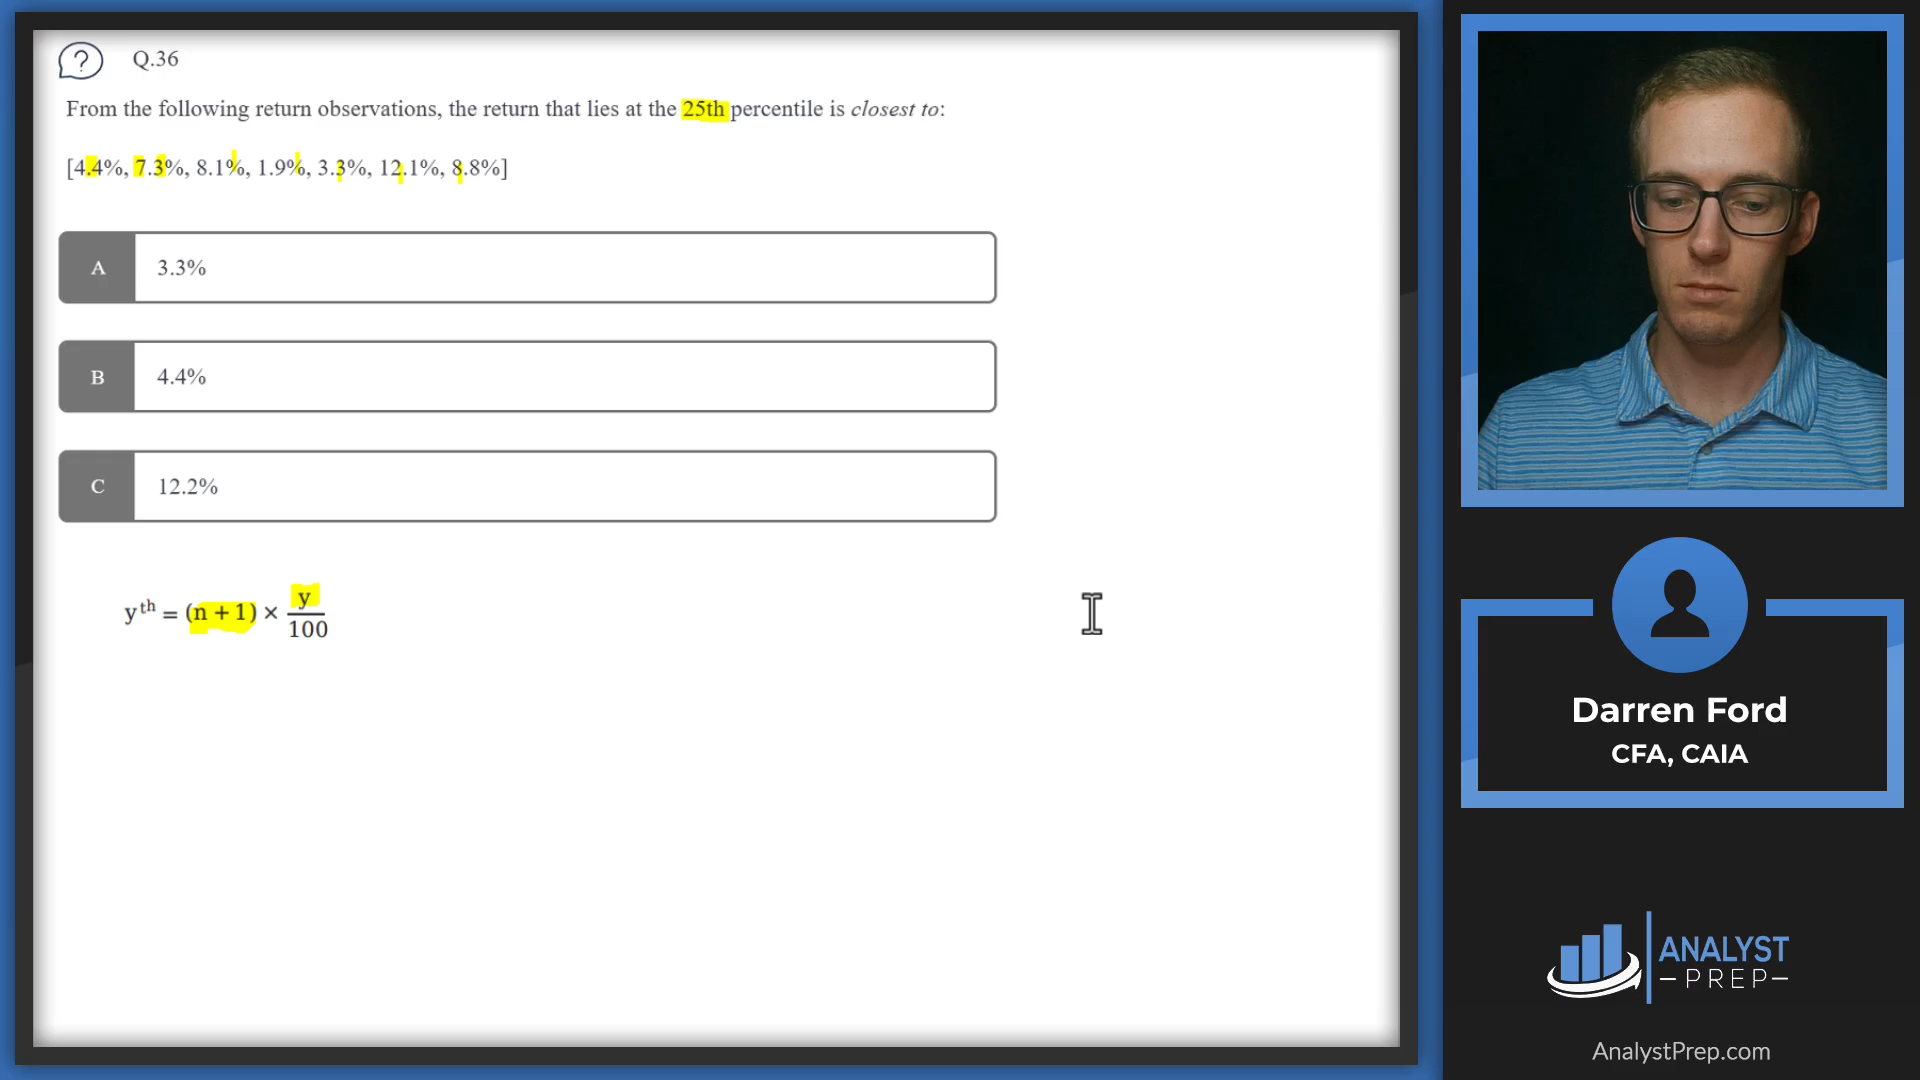 ? Q.36
From the following return observations, the return that lies at the 25th percentile is closest to:
[4.4%, 7.3%, 8.1%, 1.9%, 3.3%, 12.1%, 8.8%]
A 3.3%
B 4.4%
C 12.2%
yᵗʰ = (n + 1) × y/100
Darren Ford
CFA, CAIA
ANALYST
PREP
AnalystPrep.com